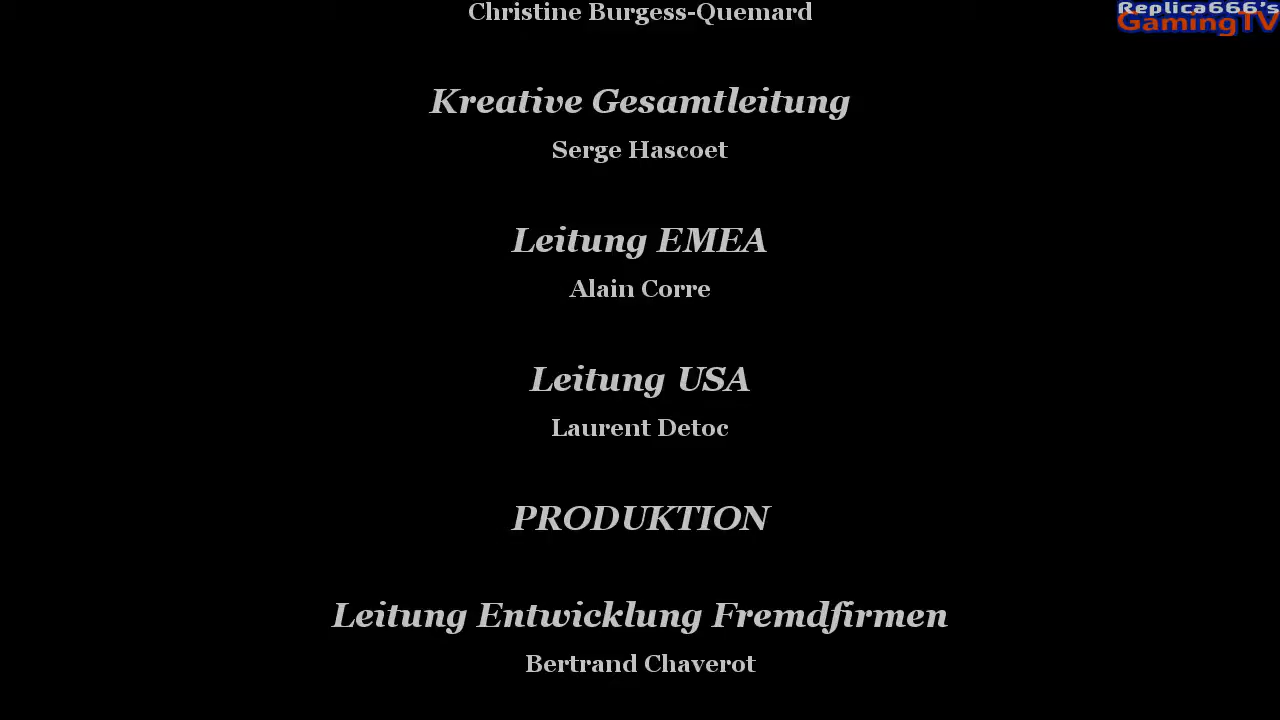 Christine Burgess-Quemard
Replica666's
GamingTV
Kreative Gesamtleitung
Serge Hascoet
Leitung EMEA
Alain Corre
Leitung USA
Laurent Detoc
PRODUKTION
Leitung Entwicklung Fremdfirmen
Bertrand Chaverot